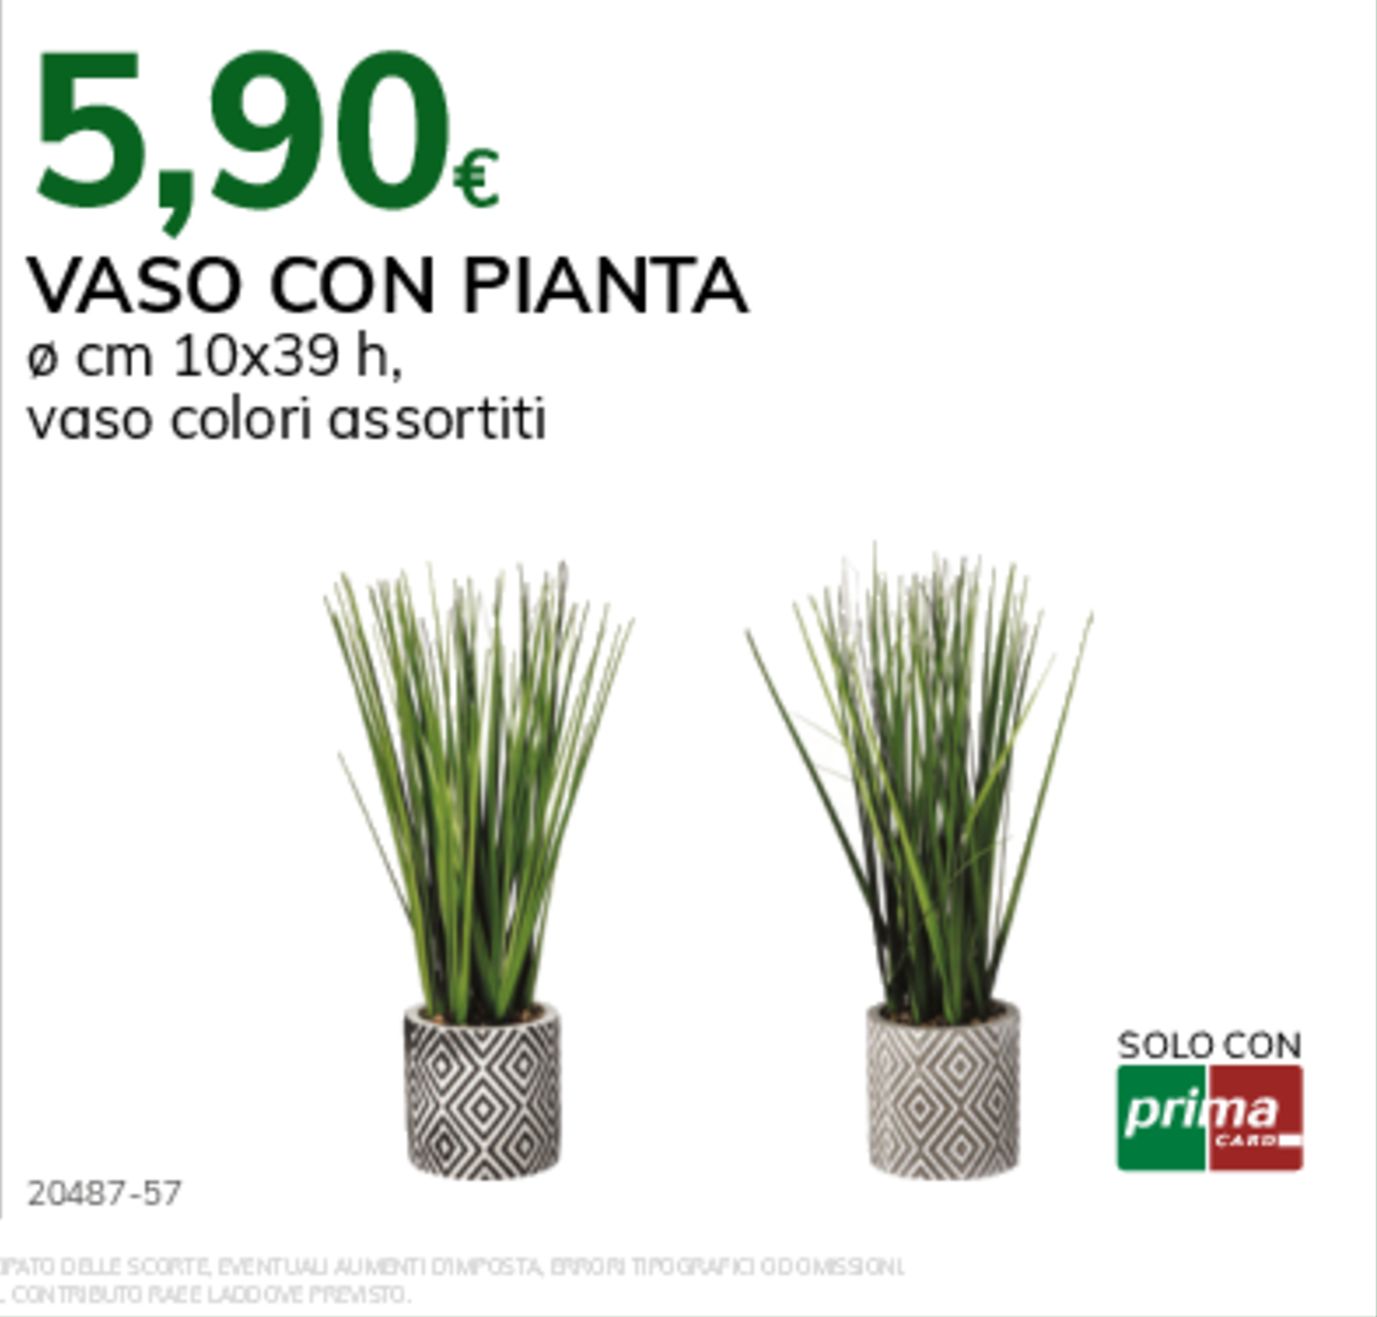 5,90€
VASO CON PIANTA
ø cm 10x39 h,
vaso colori assortiti
SOLO CON
prima
CARD
20487-57
DELLE SCORTE, EVENTUALI AUMENTI D'IMPOSTA, ERRORI TIPOGRAFICI OD OMISSIONI.
CONTRIBUTO RAEE LADDOVE PREVISTO.